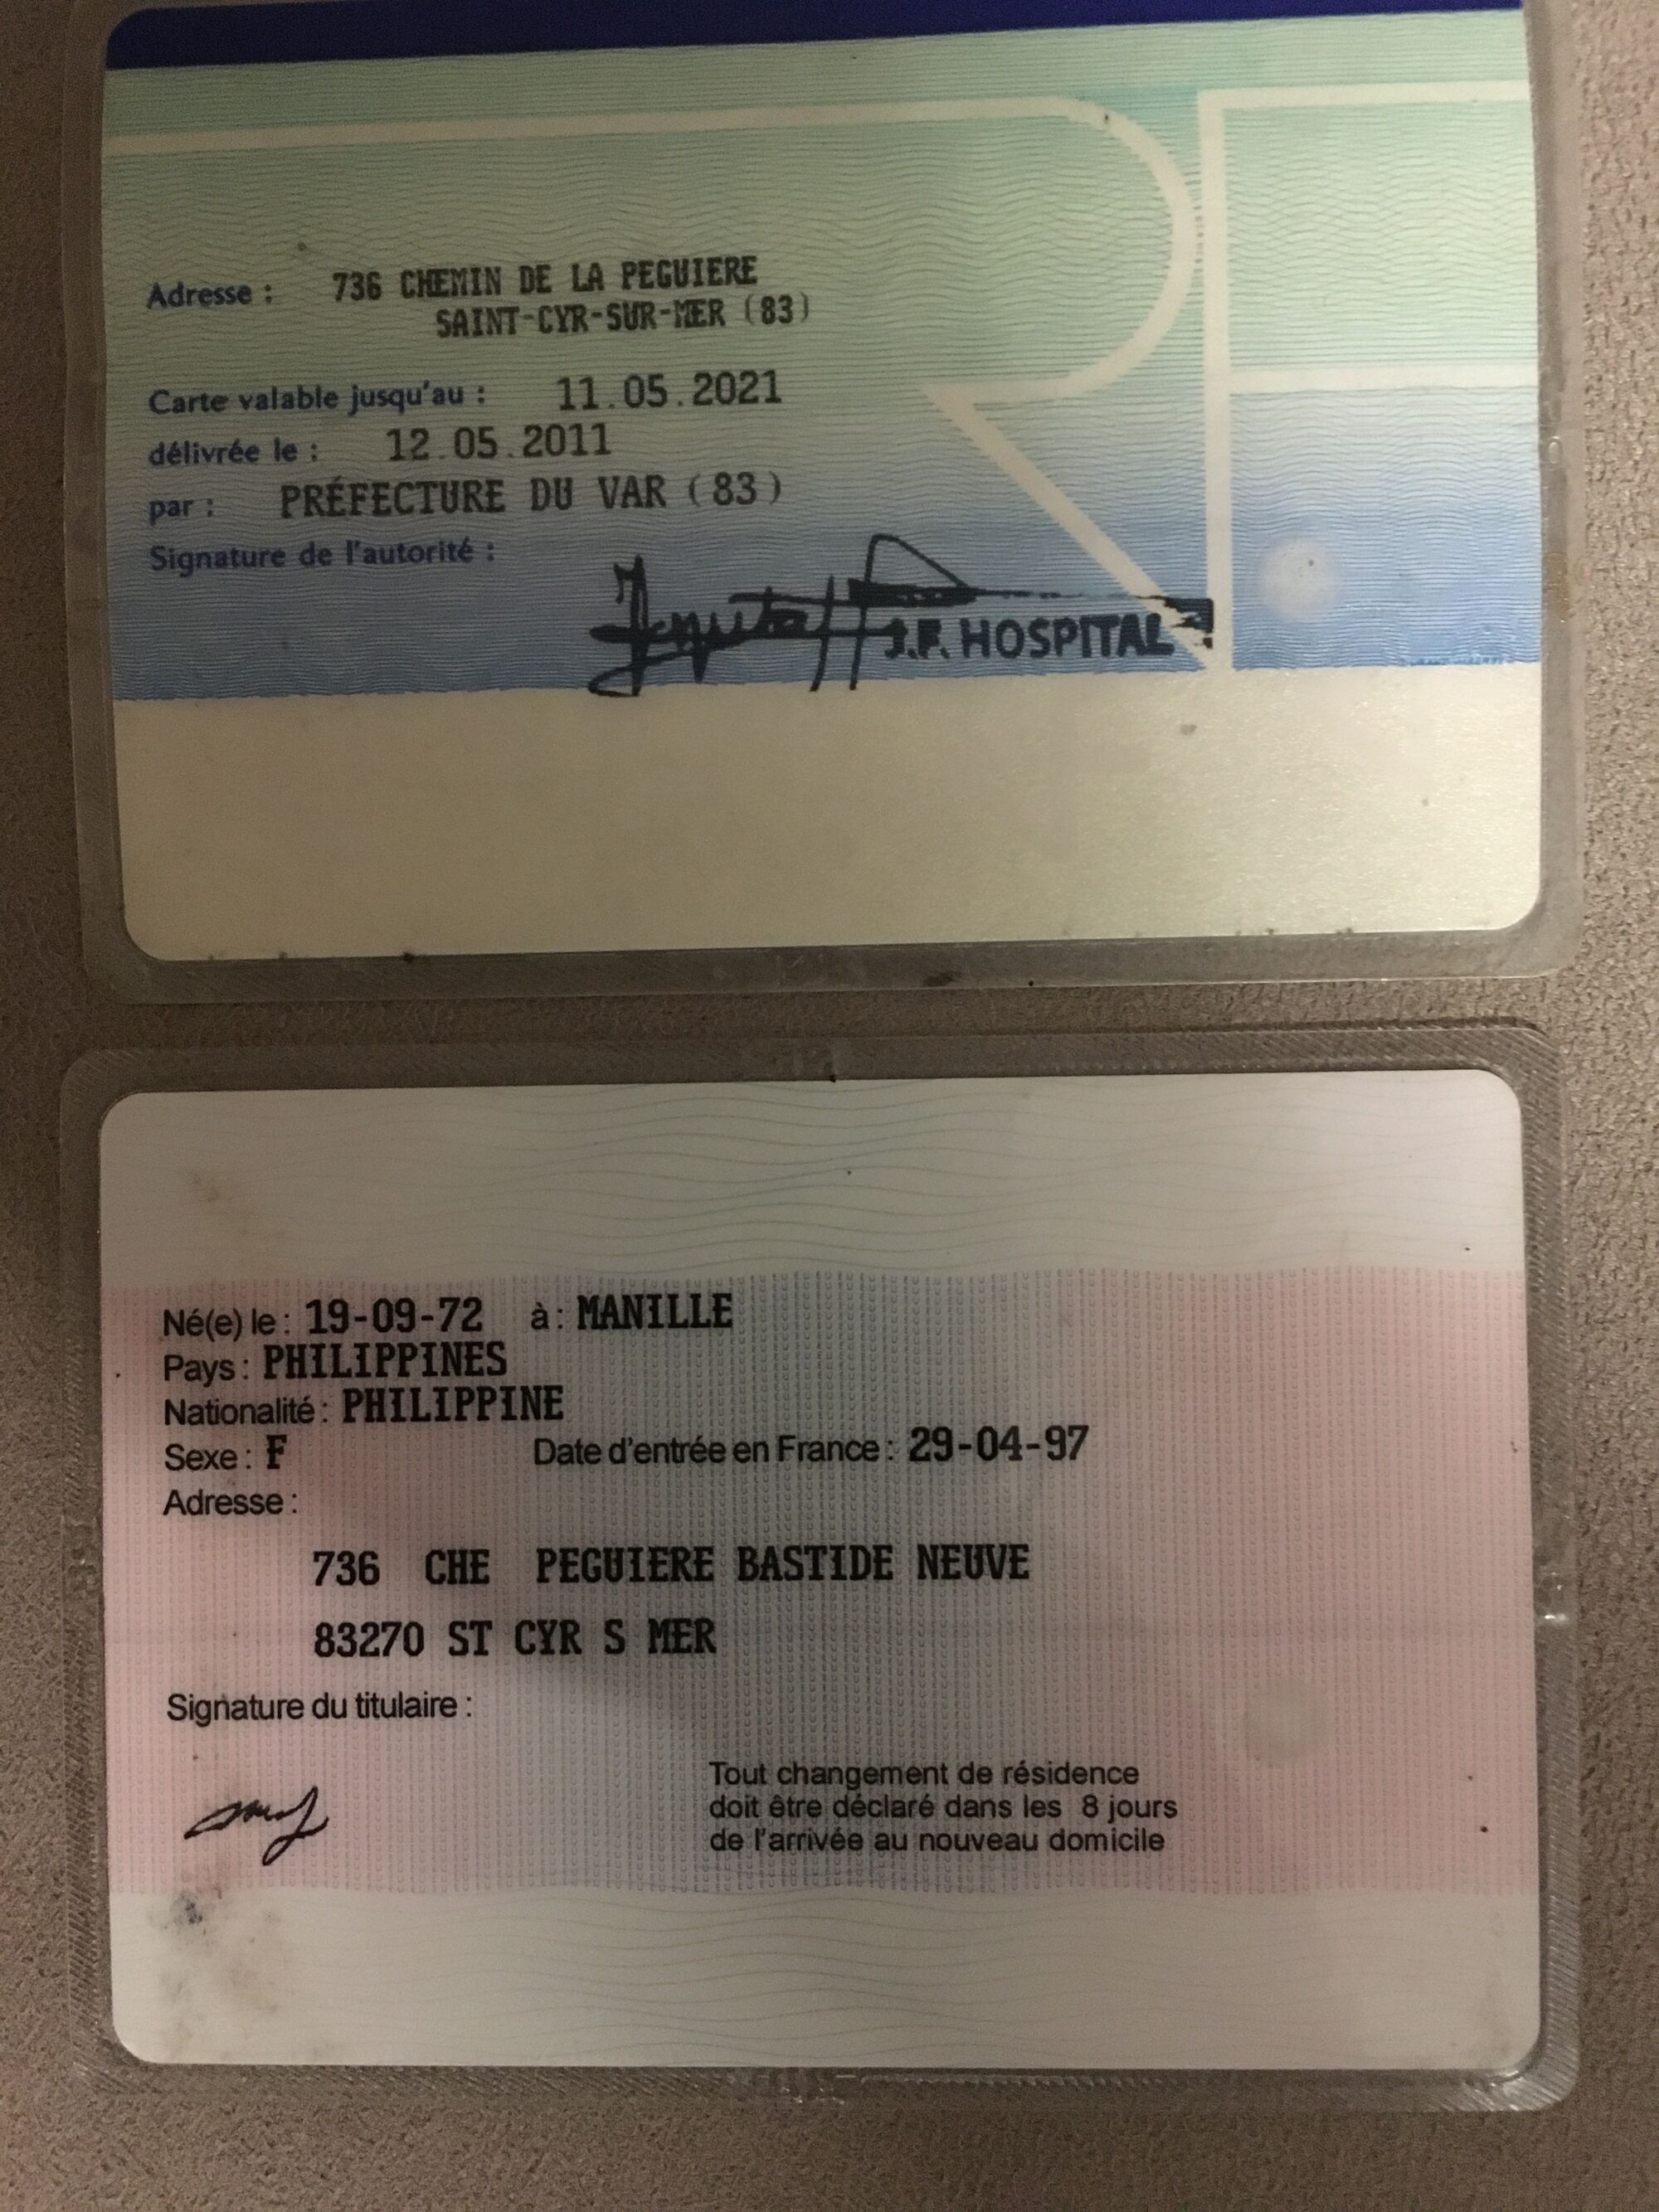 Adresse : 736 CHEMIN DE LA PEGUIERE
SAINT-CYR-SUR-MER (83)
Carte valable jusqu'au : 11.05.2021
délivrée le : 12.05.2011
par : PRÉFECTURE DU VAR (83)
Signature de l'autorité :
J.F. HOSPITAL
Né(e) le : 19-09-72 à : MANILLE
Pays : PHILIPPINES
Nationalité : PHILIPPINE
Sexe : F Date d'entrée en France : 29-04-97
Adresse :
736 CHE PEGUIERE BASTIDE NEUVE
83270 ST CYR S MER
Signature du titulaire :
Tout changement de résidence
doit être déclaré dans les 8 jours
de l'arrivée au nouveau domicile